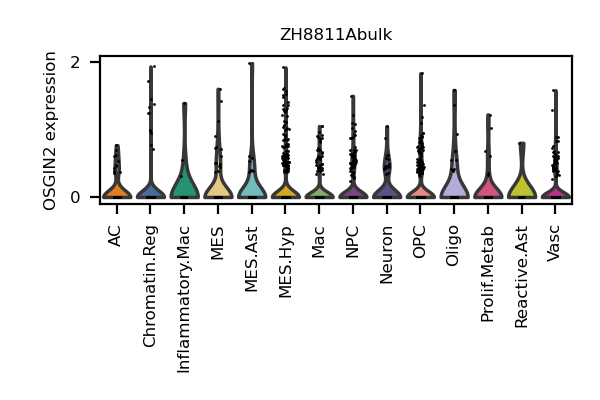 ZH8811Abulk
OSGIN2 expression
2
0
AC
Chromatin.Reg
Inflammatory.Mac
MES
MES.Ast
MES.Hyp
Mac
NPC
Neuron
OPC
Oligo
Prolif.Metab
Reactive.Ast
Vasc